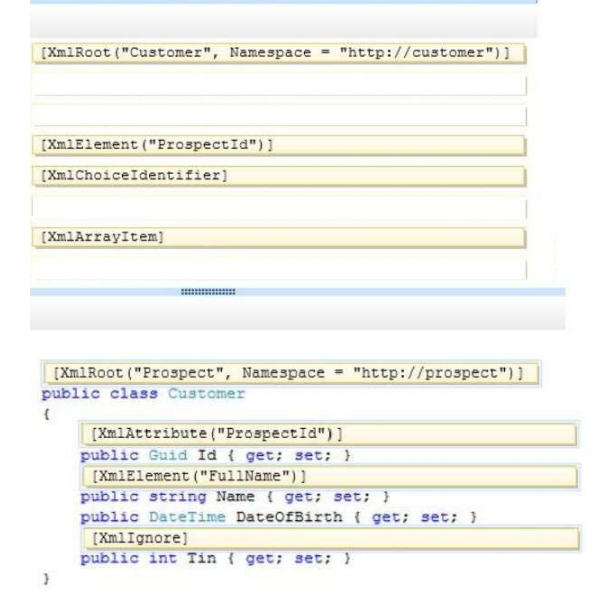 [XmlRoot("Customer", Namespace = "http://customer")]
[XmlElement("ProspectId")]
[XmlChoiceIdentifier]
[XmlArrayItem]
[XmlRoot("Prospect", Namespace = "http://prospect")]
public class Customer
{
[XmlAttribute("ProspectId")]
public Guid Id { get; set; }
[XmlElement("FullName")]
public string Name { get; set; }
public DateTime DateOfBirth { get; set; }
[XmlIgnore]
public int Tin { get; set; }
}